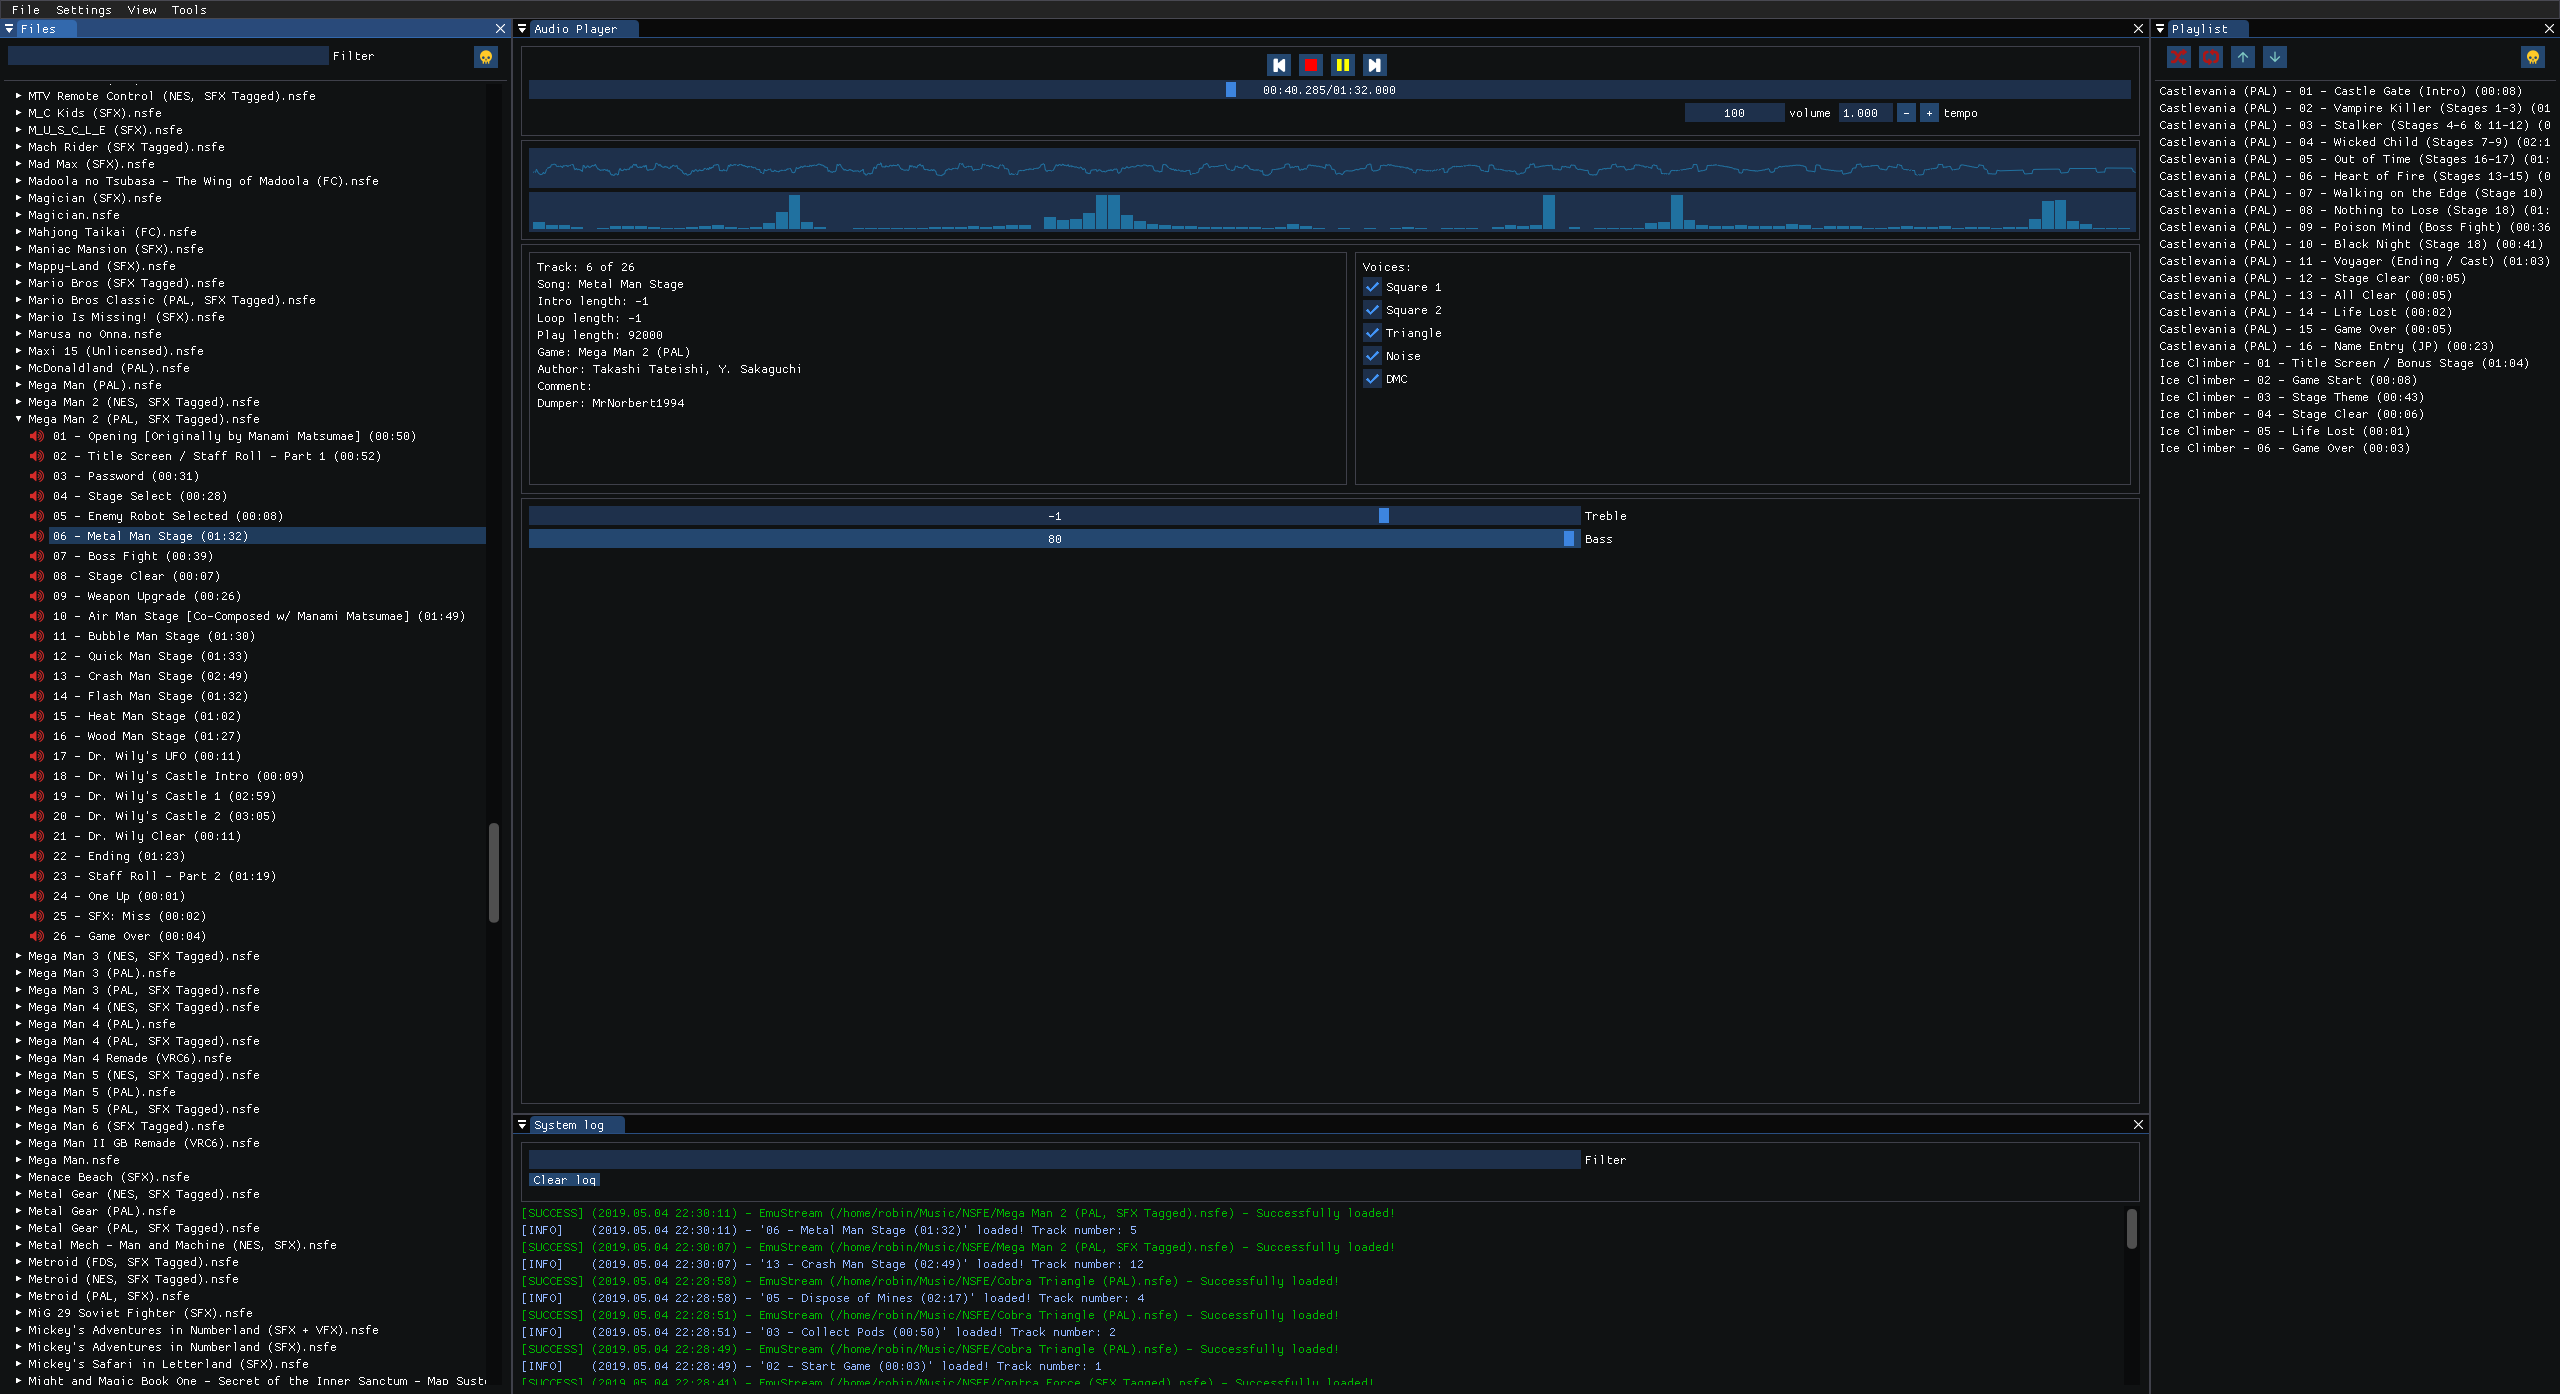 File Settings View Tools
Files
Filter
MTV Remote Control (NES, SFX Tagged).nsfe
M_C Kids (SFX).nsfe
M_U_S_C_L_E (SFX).nsfe
Mach Rider (SFX Tagged).nsfe
Mad Max (SFX).nsfe
Madoola no Tsubasa - The Wing of Madoola (FC).nsfe
Magician (SFX).nsfe
Magician.nsfe
Mahjong Taikai (FC).nsfe
Maniac Mansion (SFX).nsfe
Mappy-Land (SFX).nsfe
Mario Bros (SFX Tagged).nsfe
Mario Bros Classic (PAL, SFX Tagged).nsfe
Mario Is Missing! (SFX).nsfe
Marusa no Onna.nsfe
Maxi 15 (Unlicensed).nsfe
McDonaldland (PAL).nsfe
Mega Man (PAL).nsfe
Mega Man 2 (NES, SFX Tagged).nsfe
Mega Man 2 (PAL, SFX Tagged).nsfe
01 - Opening [Originally by Manami Matsumae] (00:50)
02 - Title Screen / Staff Roll - Part 1 (00:52)
03 - Password (00:31)
04 - Stage Select (00:28)
05 - Enemy Robot Selected (00:08)
06 - Metal Man Stage (01:32)
07 - Boss Fight (00:39)
08 - Stage Clear (00:07)
09 - Weapon Upgrade (00:26)
10 - Air Man Stage [Co-Composed w/ Manami Matsumae] (01:49)
11 - Bubble Man Stage (01:30)
12 - Quick Man Stage (01:33)
13 - Crash Man Stage (02:49)
14 - Flash Man Stage (01:32)
15 - Heat Man Stage (01:02)
16 - Wood Man Stage (01:27)
17 - Dr. Wily's UFO (00:11)
18 - Dr. Wily's Castle Intro (00:09)
19 - Dr. Wily's Castle 1 (02:59)
20 - Dr. Wily's Castle 2 (03:05)
21 - Dr. Wily Clear (00:11)
22 - Ending (01:23)
23 - Staff Roll - Part 2 (01:19)
24 - One Up (00:01)
25 - SFX: Miss (00:02)
26 - Game Over (00:04)
Mega Man 3 (NES, SFX Tagged).nsfe
Mega Man 3 (PAL).nsfe
Mega Man 3 (PAL, SFX Tagged).nsfe
Mega Man 4 (NES, SFX Tagged).nsfe
Mega Man 4 (PAL).nsfe
Mega Man 4 (PAL, SFX Tagged).nsfe
Mega Man 4 Remade (VRC6).nsfe
Mega Man 5 (NES, SFX Tagged).nsfe
Mega Man 5 (PAL).nsfe
Mega Man 5 (PAL, SFX Tagged).nsfe
Mega Man 6 (SFX Tagged).nsfe
Mega Man II GB Remade (VRC6).nsfe
Mega Man.nsfe
Menace Beach (SFX).nsfe
Metal Gear (NES, SFX Tagged).nsfe
Metal Gear (PAL).nsfe
Metal Gear (PAL, SFX Tagged).nsfe
Metal Mech - Man and Machine (NES, SFX).nsfe
Metroid (FDS, SFX Tagged).nsfe
Metroid (NES, SFX Tagged).nsfe
Metroid (PAL, SFX).nsfe
MiG 29 Soviet Fighter (SFX).nsfe
Mickey's Adventures in Numberland (SFX + VFX).nsfe
Mickey's Adventures in Numberland (SFX).nsfe
Mickey's Safari in Letterland (SFX).nsfe
Might and Magic Book One - Secret of the Inner Sanctum - Map Suste
Audio Player
00:40.285/01:32.000
100 volume 1.000 - + tempo
Track: 6 of 26
Song: Metal Man Stage
Intro length: -1
Loop length: -1
Play length: 92000
Game: Mega Man 2 (PAL)
Author: Takashi Tateishi, Y. Sakaguchi
Comment:
Dumper: MrNorbert1994
Voices:
Square 1
Square 2
Triangle
Noise
DMC
-1 Treble
80 Bass
System log
Filter
Clear log
[SUCCESS] (2019.05.04 22:30:11) - EmuStream (/home/robin/Music/NSFE/Mega Man 2 (PAL, SFX Tagged).nsfe) - Successfully loaded!
[INFO] (2019.05.04 22:30:11) - '06 - Metal Man Stage (01:32)' loaded! Track number: 5
[SUCCESS] (2019.05.04 22:30:07) - EmuStream (/home/robin/Music/NSFE/Mega Man 2 (PAL, SFX Tagged).nsfe) - Successfully loaded!
[INFO] (2019.05.04 22:30:07) - '13 - Crash Man Stage (02:49)' loaded! Track number: 12
[SUCCESS] (2019.05.04 22:28:58) - EmuStream (/home/robin/Music/NSFE/Cobra Triangle (PAL).nsfe) - Successfully loaded!
[INFO] (2019.05.04 22:28:58) - '05 - Dispose of Mines (02:17)' loaded! Track number: 4
[SUCCESS] (2019.05.04 22:28:51) - EmuStream (/home/robin/Music/NSFE/Cobra Triangle (PAL).nsfe) - Successfully loaded!
[INFO] (2019.05.04 22:28:51) - '03 - Collect Pods (00:50)' loaded! Track number: 2
[SUCCESS] (2019.05.04 22:28:49) - EmuStream (/home/robin/Music/NSFE/Cobra Triangle (PAL).nsfe) - Successfully loaded!
[INFO] (2019.05.04 22:28:49) - '02 - Start Game (00:03)' loaded! Track number: 1
[SUCCESS] (2019.05.04 22:28:41) - EmuStream (/home/robin/Music/NSFE/Contra Force (SFX Tagged).nsfe) - Successfully loaded!
Playlist
Castlevania (PAL) - 01 - Castle Gate (Intro) (00:08)
Castlevania (PAL) - 02 - Vampire Killer (Stages 1-3) (01
Castlevania (PAL) - 03 - Stalker (Stages 4-6 & 11-12) (0
Castlevania (PAL) - 04 - Wicked Child (Stages 7-9) (02:1
Castlevania (PAL) - 05 - Out of Time (Stages 16-17) (01:
Castlevania (PAL) - 06 - Heart of Fire (Stages 13-15) (0
Castlevania (PAL) - 07 - Walking on the Edge (Stage 10)
Castlevania (PAL) - 08 - Nothing to Lose (Stage 18) (01:
Castlevania (PAL) - 09 - Poison Mind (Boss Fight) (00:36
Castlevania (PAL) - 10 - Black Night (Stage 18) (00:41)
Castlevania (PAL) - 11 - Voyager (Ending / Cast) (01:03)
Castlevania (PAL) - 12 - Stage Clear (00:05)
Castlevania (PAL) - 13 - All Clear (00:05)
Castlevania (PAL) - 14 - Life Lost (00:02)
Castlevania (PAL) - 15 - Game Over (00:05)
Castlevania (PAL) - 16 - Name Entry (JP) (00:23)
Ice Climber - 01 - Title Screen / Bonus Stage (01:04)
Ice Climber - 02 - Game Start (00:08)
Ice Climber - 03 - Stage Theme (00:43)
Ice Climber - 04 - Stage Clear (00:06)
Ice Climber - 05 - Life Lost (00:01)
Ice Climber - 06 - Game Over (00:03)